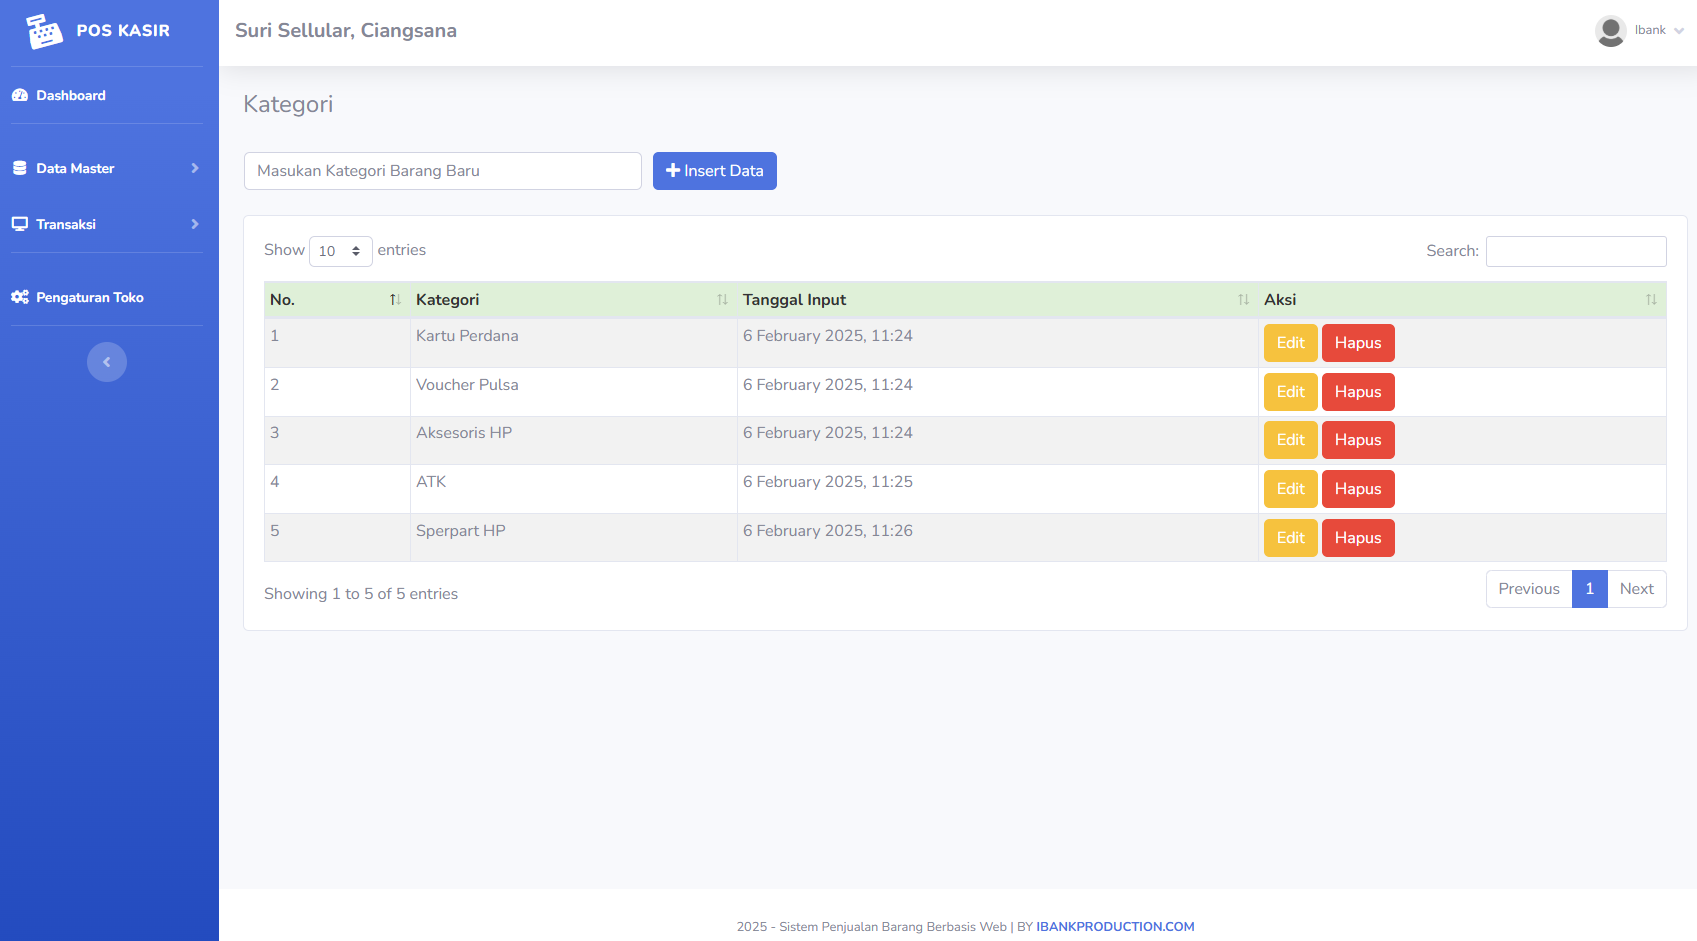 POS KASIR
Suri Sellular, Ciangsana
Ibank
Dashboard
Data Master
Transaksi
Pengaturan Toko
Kategori
Masukan Kategori Barang Baru
Insert Data
Show 10 entries
Search:
No. Kategori Tanggal Input Aksi
1 Kartu Perdana 6 February 2025, 11:24 Edit Hapus
2 Voucher Pulsa 6 February 2025, 11:24 Edit Hapus
3 Aksesoris HP 6 February 2025, 11:24 Edit Hapus
4 ATK 6 February 2025, 11:25 Edit Hapus
5 Sperpart HP 6 February 2025, 11:26 Edit Hapus
Showing 1 to 5 of 5 entries
Previous 1 Next
2025 - Sistem Penjualan Barang Berbasis Web | BY IBANKPRODUCTION.COM